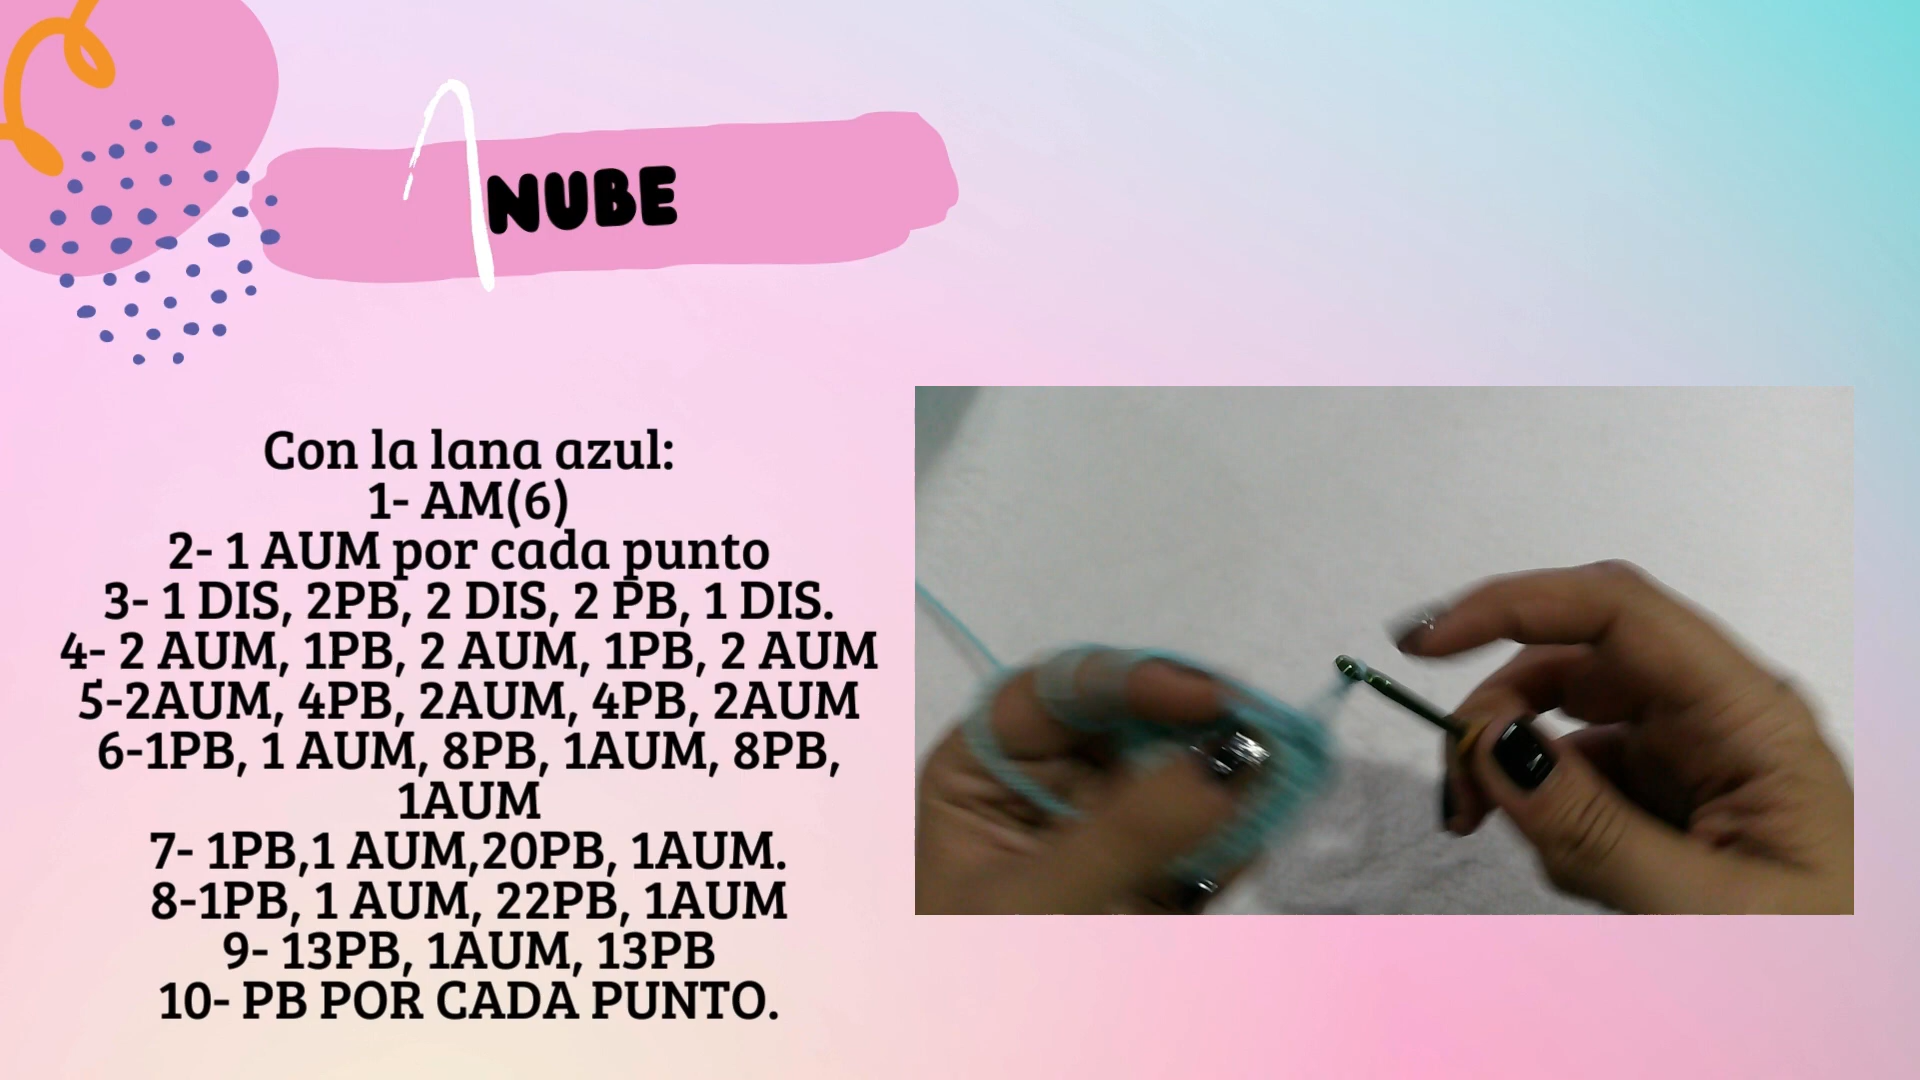 NUBE
Con la lana azul:
1- AM(6)
2- 1 AUM por cada punto
3- 1 DIS, 2PB, 2 DIS, 2 PB, 1 DIS.
4- 2 AUM, 1PB, 2 AUM, 1PB, 2 AUM
5-2AUM, 4PB, 2AUM, 4PB, 2AUM
6-1PB, 1 AUM, 8PB, 1AUM, 8PB,
1AUM
7- 1PB,1 AUM,20PB, 1AUM.
8-1PB, 1 AUM, 22PB, 1AUM
9- 13PB, 1AUM, 13PB
10- PB POR CADA PUNTO.